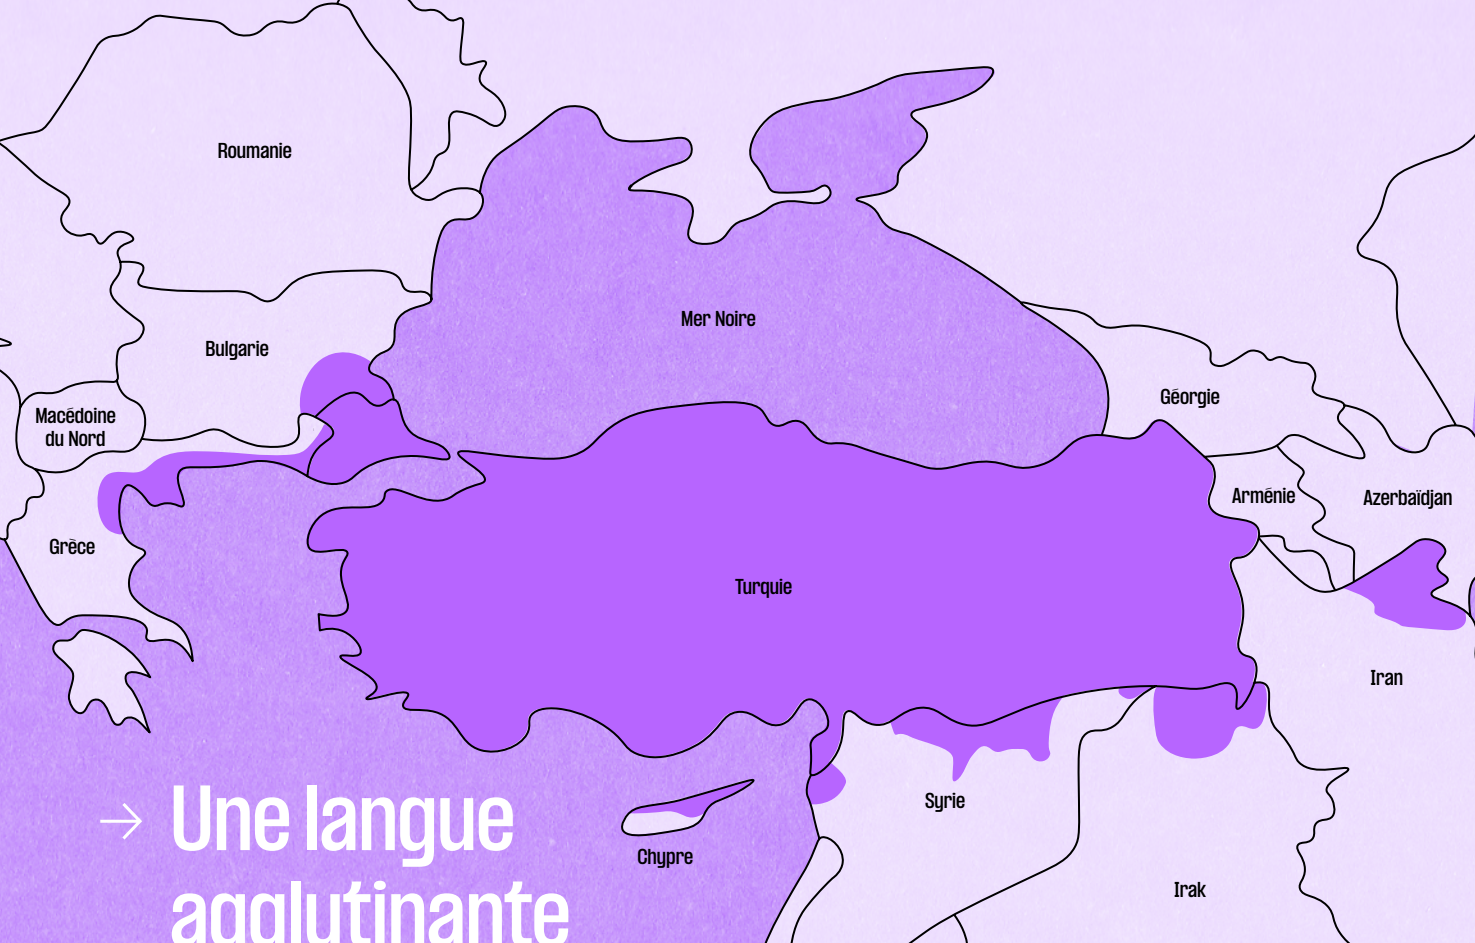 Roumanie
Mer Noire
Bulgarie
Géorgie
Macédoine
du Nord
Arménie
Azerbaïdjan
Grèce
Turquie
Iran
Syrie
→ Une langue
agglutinante
Chypre
Irak